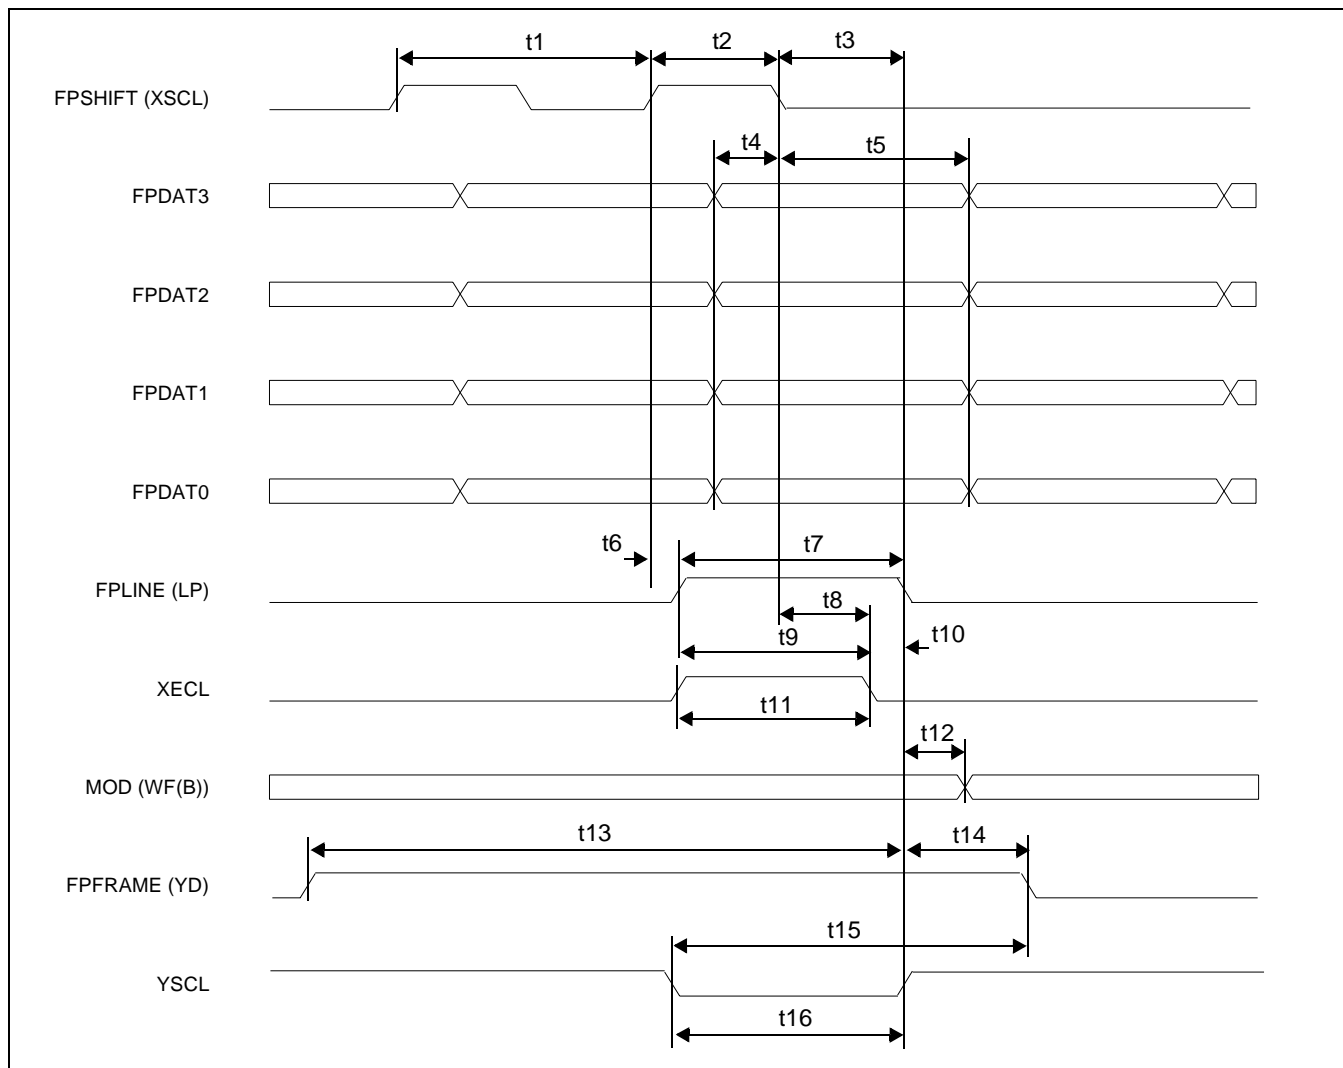 t1 t2 t3
FPSHIFT (XSCL)
t4 t5
FPDAT3
FPDAT2
FPDAT1
FPDAT0
t6 t7
FPLINE (LP)
t8
t9 t10
XECL
t11
t12
MOD (WF(B))
t13 t14
FPFRAME (YD)
t15
YSCL
t16